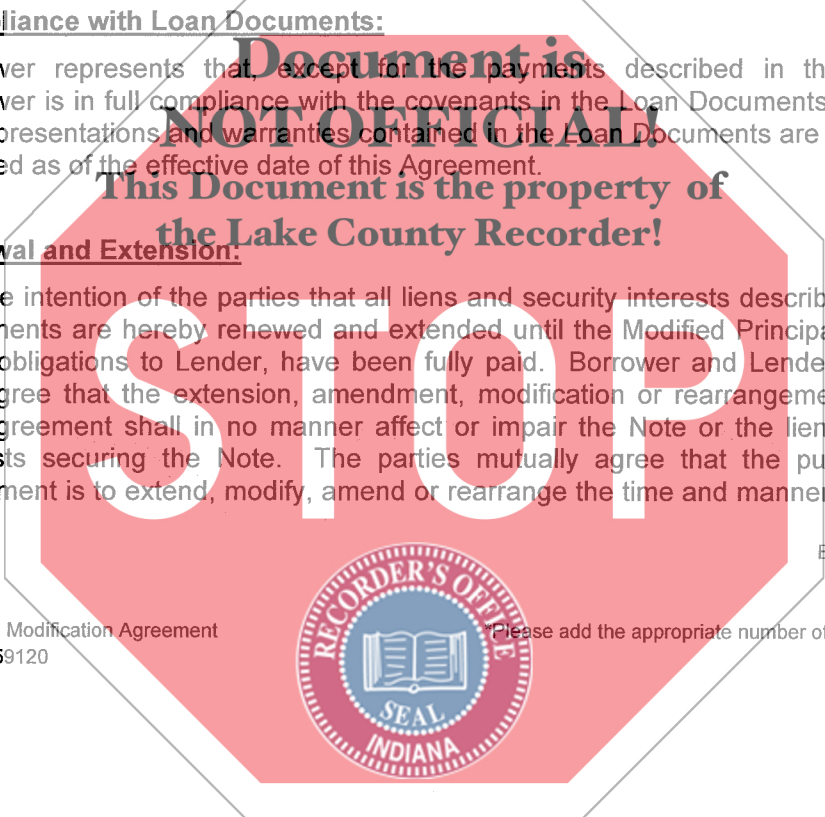 liance with Loan Documents:
Document is
wer represents that, except for the payments described in th
wer is in full compliance with the covenants in the Loan Documents
NOT OFFICIAL!
presentations and warranties contained in the Loan Documents are
ed as of the effective date of this Agreement.
This Document is the property of
the Lake County Recorder!
wal and Extension:
e intention of the parties that all liens and security interests describ
nents are hereby renewed and extended until the Modified Principa
obligations to Lender, have been fully paid. Borrower and Lende
gree that the extension, amendment, modification or rearrangeme
greement shall in no manner affect or impair the Note or the lien
sts securing the Note. The parties mutually agree that the pu
ment is to extend, modify, amend or rearrange the time and manner
STOP
E
Modification Agreement
*Please add the appropriate number of
59120
RECORDER'S OFFICE
SEAL
INDIANA